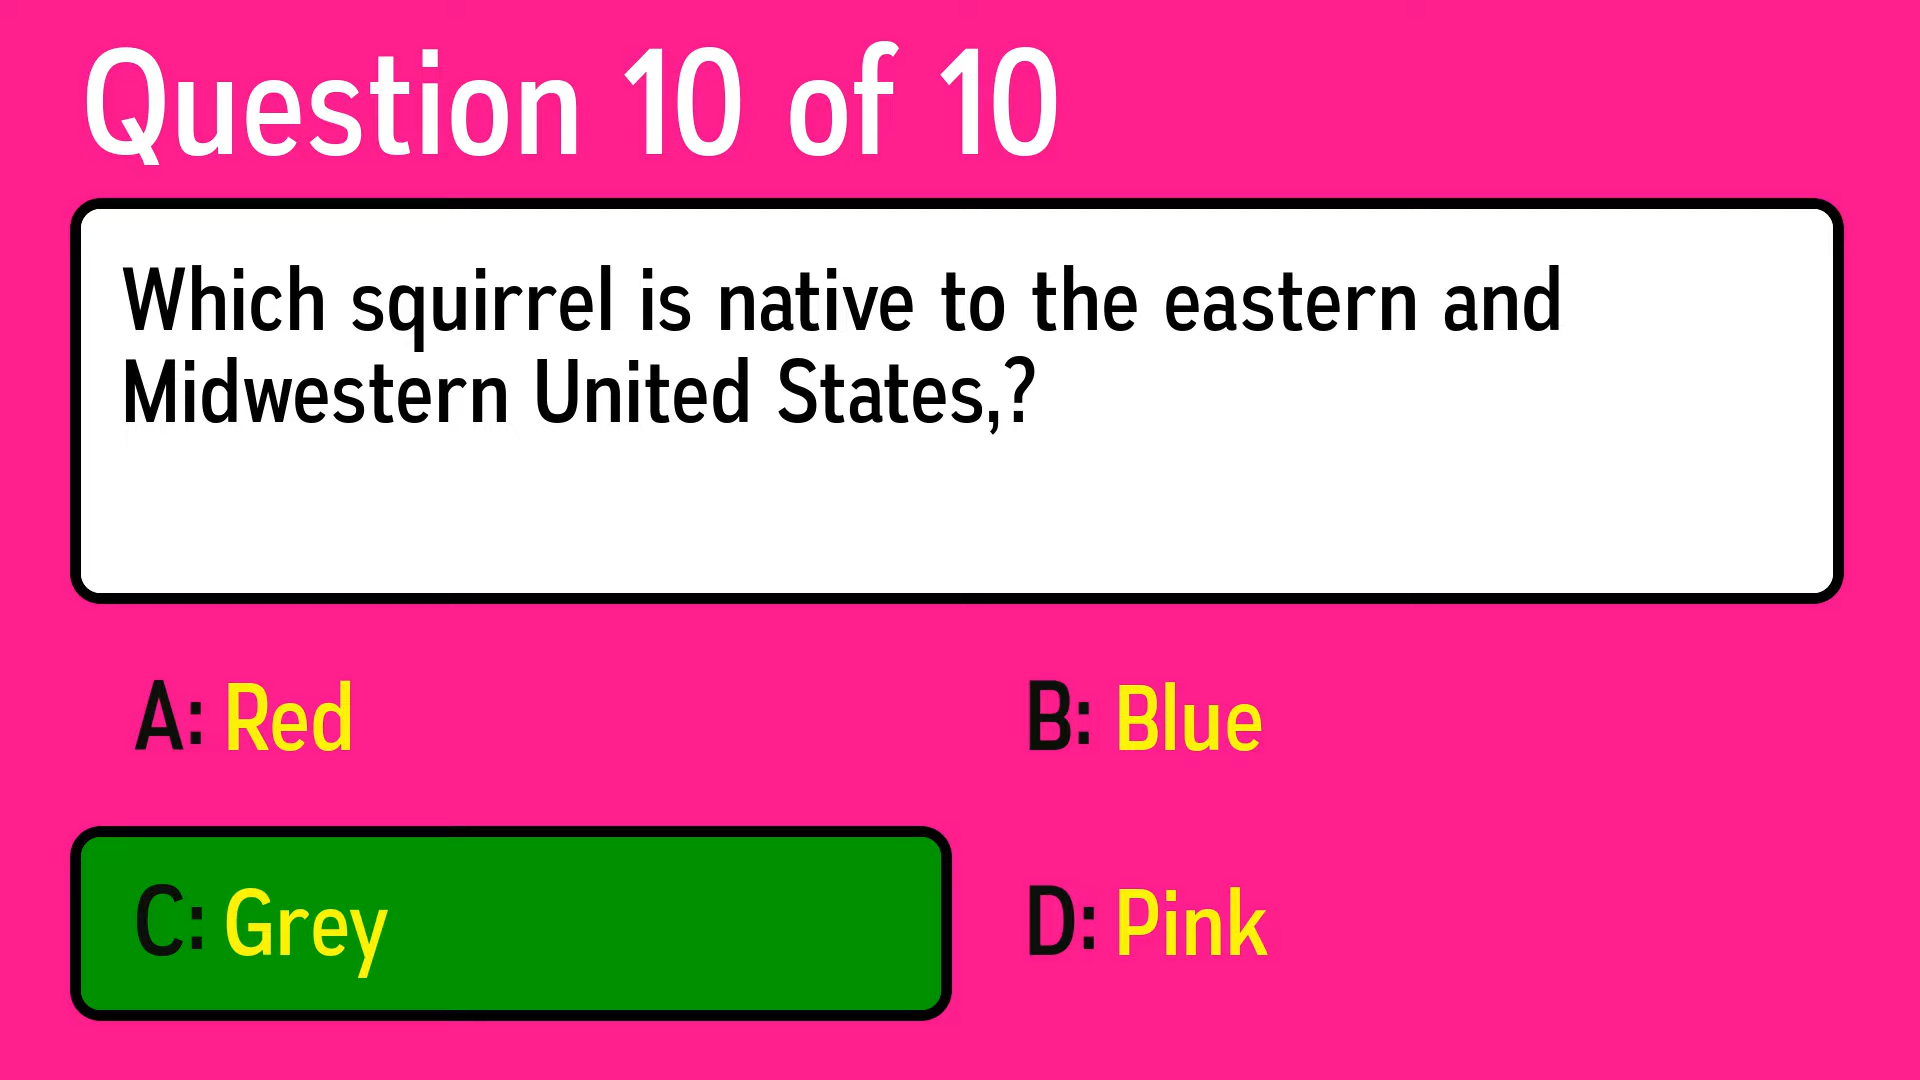 Question 10 of 10
Which squirrel is native to the eastern and
Midwestern United States,?
A: Red
B: Blue
C: Grey
D: Pink